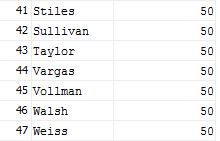 41 Stiles 50
42 Sullivan 50
43 Taylor 50
44 Vargas 50
45 Vollman 50
46 Walsh 50
47 Weiss 50